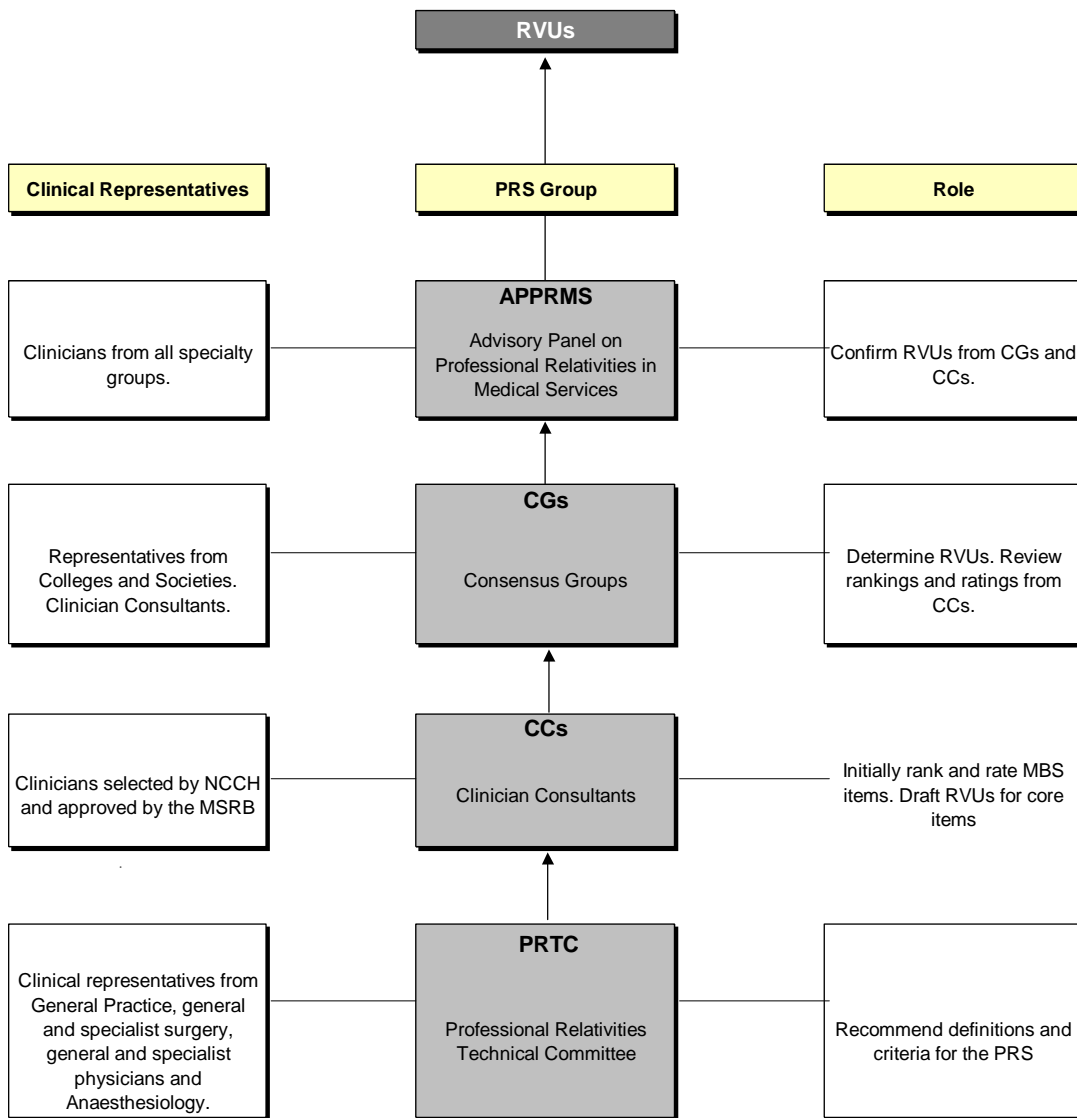 RVUs
Clinical Representatives
PRS Group
Role
Clinicians from all specialty
groups.
APPRMS
Advisory Panel on
Professional Relativities in
Medical Services
Confirm RVUs from CGs and
CCs.
Representatives from
Colleges and Societies.
Clinician Consultants.
CGs
Consensus Groups
Determine RVUs. Review
rankings and ratings from
CCs.
Clinicians selected by NCCH
and approved by the MSRB
.
CCs
Clinician Consultants
Initially rank and rate MBS
items. Draft RVUs for core
items
Clinical representatives from
General Practice, general
and specialist surgery,
general and specialist
physicians and
Anaesthesiology.
PRTC
Professional Relativities
Technical Committee
Recommend definitions and
criteria for the PRS